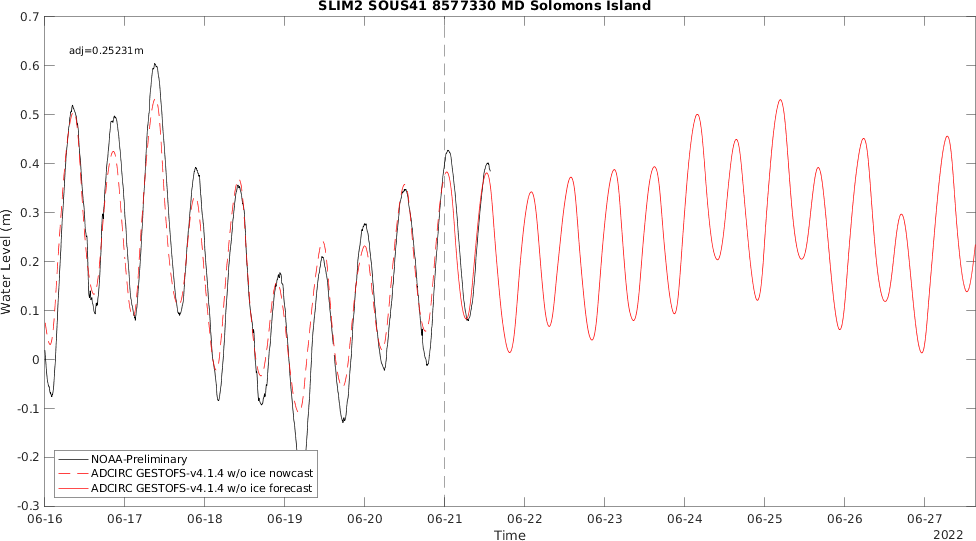 SLIM2 SOUS41 8577330 MD Solomons Island
adj=0.25231m
Water Level (m)
0.7
0.6
0.5
0.4
0.3
0.2
0.1
0
-0.1
-0.2
-0.3
NOAA-Preliminary
ADCIRC GESTOFS-v4.1.4 w/o ice nowcast
ADCIRC GESTOFS-v4.1.4 w/o ice forecast
06-16 06-17 06-18 06-19 06-20 06-21 06-22 06-23 06-24 06-25 06-26 06-27
Time
2022